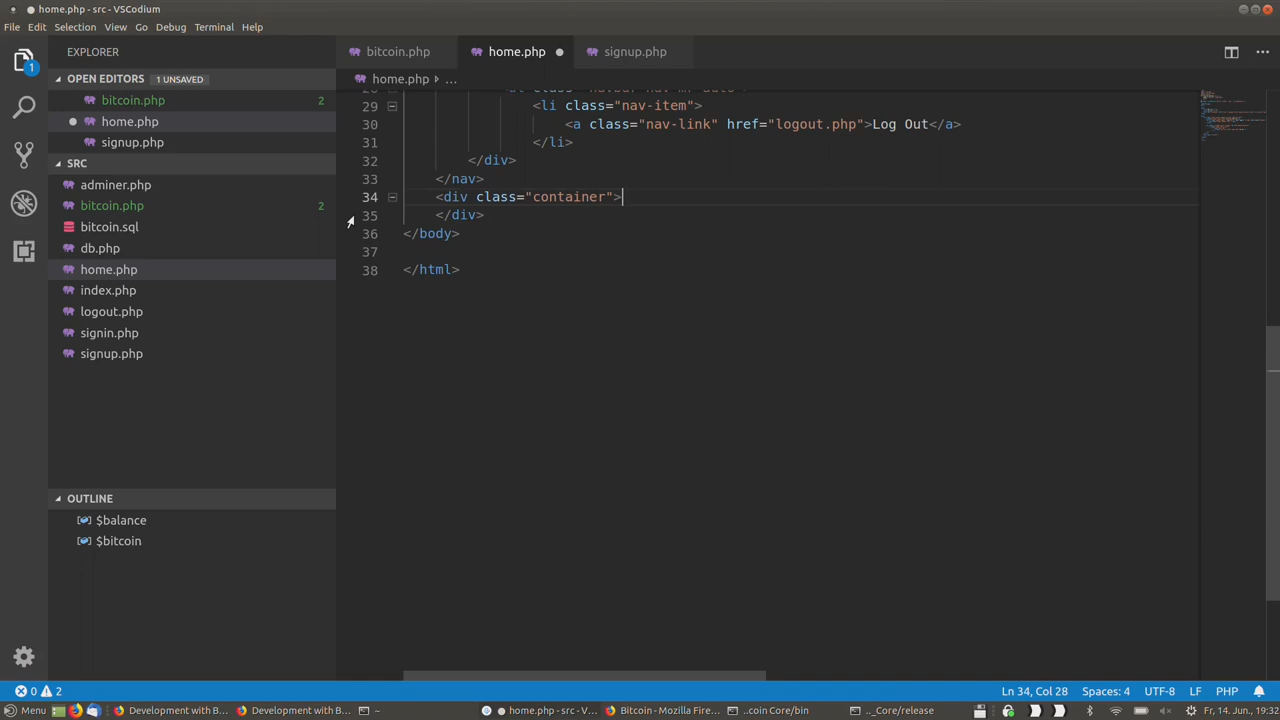 home.php - src - VSCodium
File Edit Selection View Go Debug Terminal Help
EXPLORER
OPEN EDITORS 1 UNSAVED
bitcoin.php 2
home.php
signup.php
SRC
adminer.php
bitcoin.php 2
bitcoin.sql
db.php
home.php
index.php
logout.php
signin.php
signup.php
OUTLINE
$balance
$bitcoin
1
bitcoin.php home.php signup.php
home.php ...
29 <li class="nav-item">
30 <a class="nav-link" href="logout.php">Log Out</a>
31 </li>
32 </div>
33 </nav>
34 <div class="container">
35 </div>
36 </body>
37
38 </html>
0 2 Ln 34, Col 28 Spaces: 4 UTF-8 LF PHP
Menu Development with B... Development with B... ~ home.php - src - V... Bitcoin - Mozilla Fire... ..coin Core/bin .._Core/release Fr, 14. Jun., 19:32